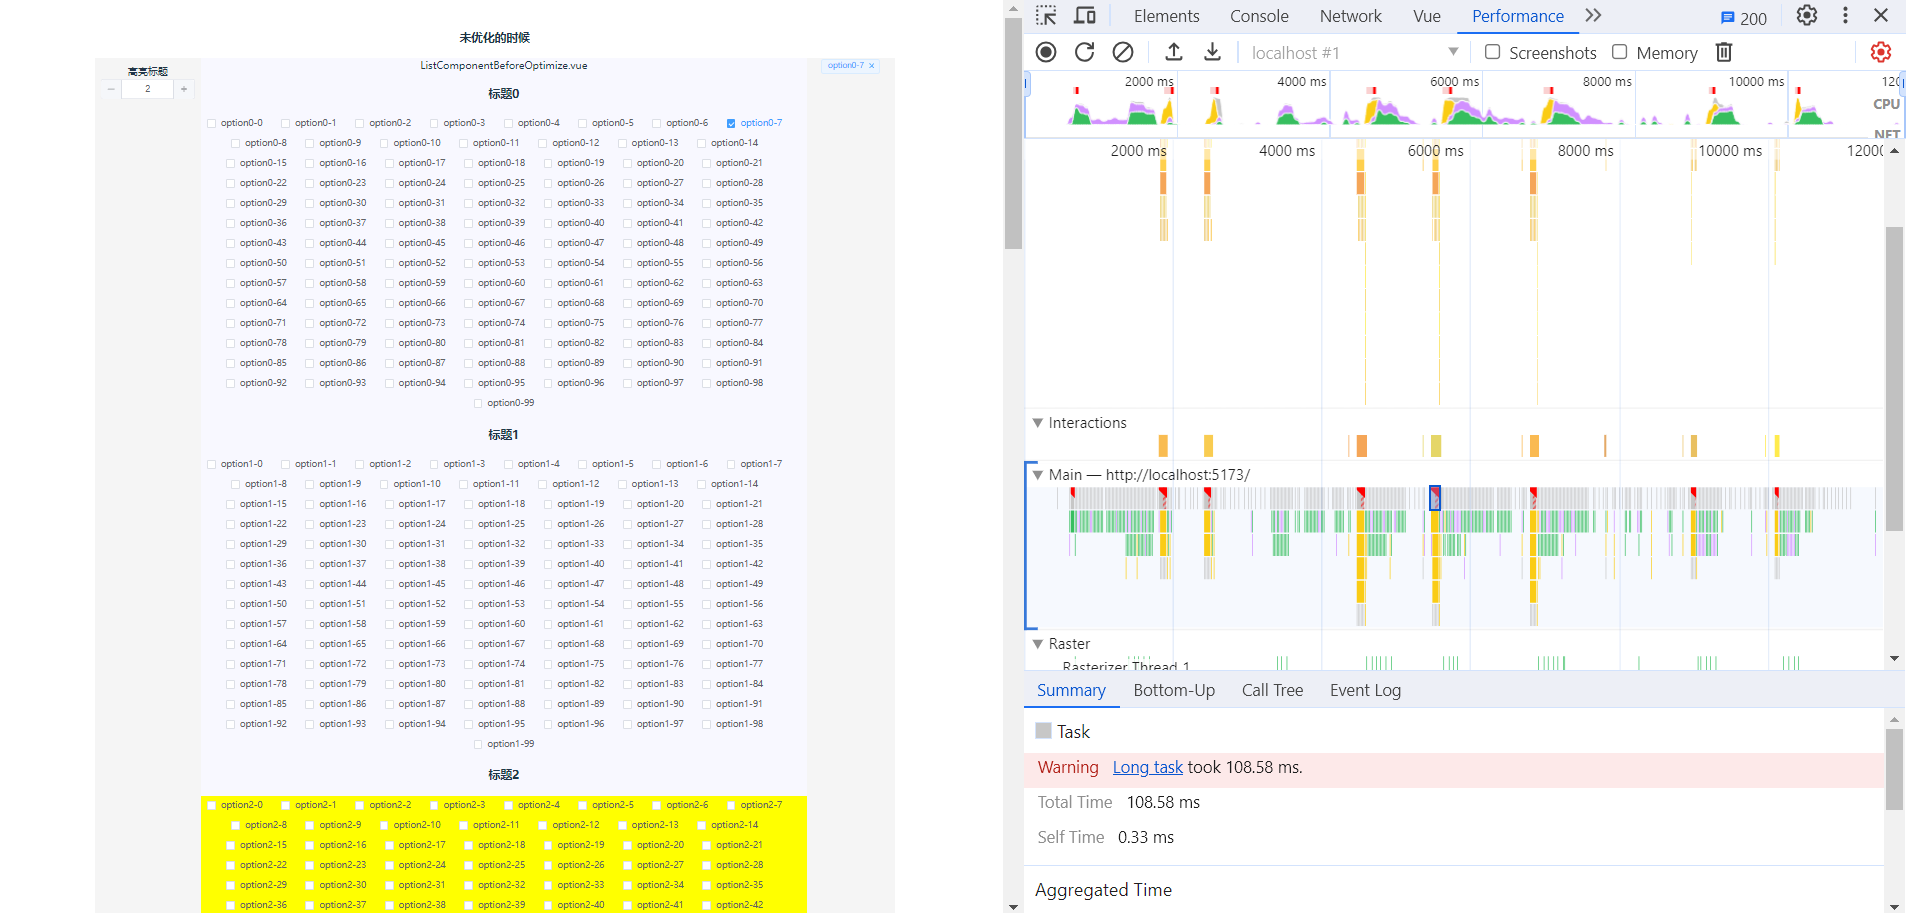 未优化的时候
高亮标题
− 2 +
ListComponentBeforeOptimize.vue
option0-7 ×
标题0
option0-0 option0-1 option0-2 option0-3 option0-4 option0-5 option0-6 option0-7
option0-8 option0-9 option0-10 option0-11 option0-12 option0-13 option0-14
option0-15 option0-16 option0-17 option0-18 option0-19 option0-20 option0-21
option0-22 option0-23 option0-24 option0-25 option0-26 option0-27 option0-28
option0-29 option0-30 option0-31 option0-32 option0-33 option0-34 option0-35
option0-36 option0-37 option0-38 option0-39 option0-40 option0-41 option0-42
option0-43 option0-44 option0-45 option0-46 option0-47 option0-48 option0-49
option0-50 option0-51 option0-52 option0-53 option0-54 option0-55 option0-56
option0-57 option0-58 option0-59 option0-60 option0-61 option0-62 option0-63
option0-64 option0-65 option0-66 option0-67 option0-68 option0-69 option0-70
option0-71 option0-72 option0-73 option0-74 option0-75 option0-76 option0-77
option0-78 option0-79 option0-80 option0-81 option0-82 option0-83 option0-84
option0-85 option0-86 option0-87 option0-88 option0-89 option0-90 option0-91
option0-92 option0-93 option0-94 option0-95 option0-96 option0-97 option0-98
option0-99
标题1
option1-0 option1-1 option1-2 option1-3 option1-4 option1-5 option1-6 option1-7
option1-8 option1-9 option1-10 option1-11 option1-12 option1-13 option1-14
option1-15 option1-16 option1-17 option1-18 option1-19 option1-20 option1-21
option1-22 option1-23 option1-24 option1-25 option1-26 option1-27 option1-28
option1-29 option1-30 option1-31 option1-32 option1-33 option1-34 option1-35
option1-36 option1-37 option1-38 option1-39 option1-40 option1-41 option1-42
option1-43 option1-44 option1-45 option1-46 option1-47 option1-48 option1-49
option1-50 option1-51 option1-52 option1-53 option1-54 option1-55 option1-56
option1-57 option1-58 option1-59 option1-60 option1-61 option1-62 option1-63
option1-64 option1-65 option1-66 option1-67 option1-68 option1-69 option1-70
option1-71 option1-72 option1-73 option1-74 option1-75 option1-76 option1-77
option1-78 option1-79 option1-80 option1-81 option1-82 option1-83 option1-84
option1-85 option1-86 option1-87 option1-88 option1-89 option1-90 option1-91
option1-92 option1-93 option1-94 option1-95 option1-96 option1-97 option1-98
option1-99
标题2
option2-0 option2-1 option2-2 option2-3 option2-4 option2-5 option2-6 option2-7
option2-8 option2-9 option2-10 option2-11 option2-12 option2-13 option2-14
option2-15 option2-16 option2-17 option2-18 option2-19 option2-20 option2-21
option2-22 option2-23 option2-24 option2-25 option2-26 option2-27 option2-28
option2-29 option2-30 option2-31 option2-32 option2-33 option2-34 option2-35
option2-36 option2-37 option2-38 option2-39 option2-40 option2-41 option2-42
Elements Console Network Vue Performance 200
localhost #1 Screenshots Memory
2000 ms 4000 ms 6000 ms 8000 ms 10000 ms 120
CPU
NET
2000 ms 4000 ms 6000 ms 8000 ms 10000 ms 12000
Interactions
Main — http://localhost:5173/
Raster
Rasterizer Thread 1
Summary Bottom-Up Call Tree Event Log
Task
Warning Long task took 108.58 ms.
Total Time 108.58 ms
Self Time 0.33 ms
Aggregated Time